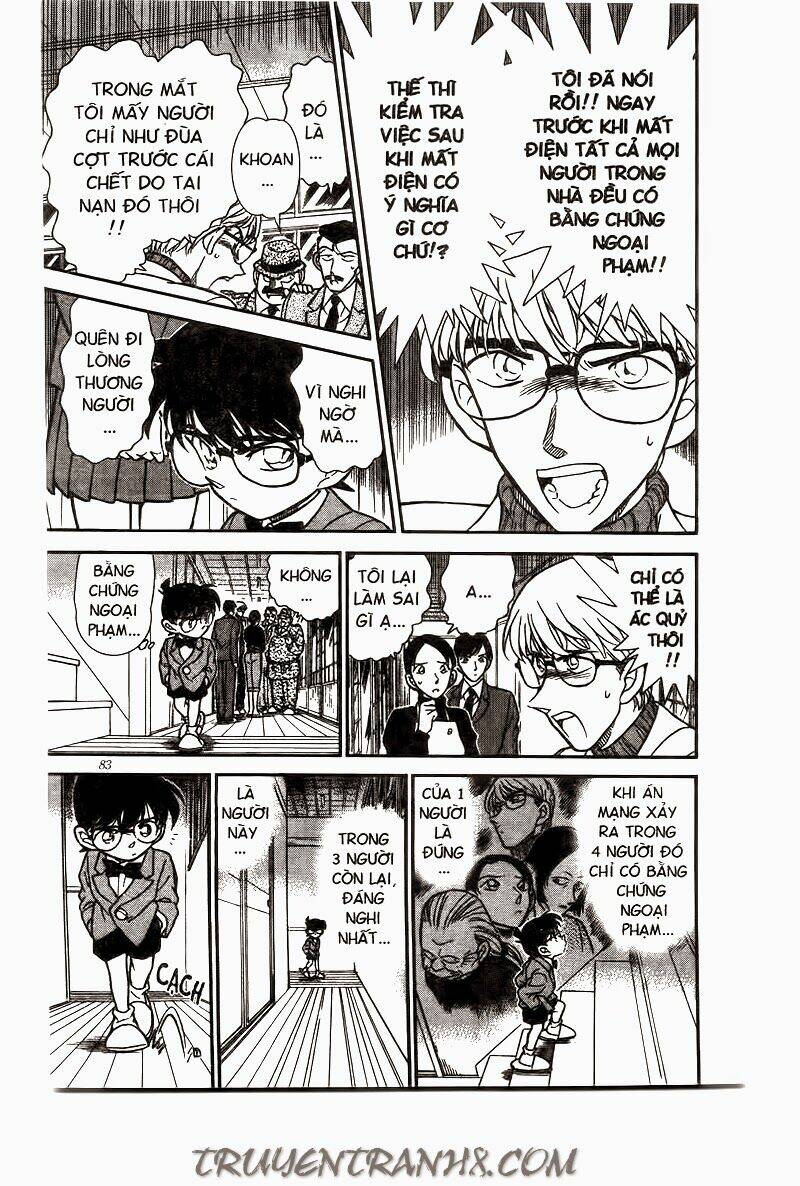 TÔI ĐÃ NÓI
RỒI!! NGAY
TRƯỚC KHI MẤT
ĐIỆN TẤT CẢ MỌI
NGƯỜI TRONG
NHÀ ĐỀU CÓ
BẰNG CHỨNG
NGOẠI
PHẠM!!
THẾ THÌ
KIỂM TRA
VIỆC SAU
KHI MẤT
ĐIỆN CÓ
Ý NGHĨA
GÌ CƠ
CHỨ!?
ĐÓ
LÀ
...
KHOAN
...
TRONG MẮT
TÔI MẤY NGƯỜI
CHỈ NHƯ ĐÙA
CỢT TRƯỚC CÁI
CHẾT DO TAI
NẠN ĐÓ THÔI
!!
VÌ NGHI
NGỜ
MÀ...
QUÊN ĐI
LÒNG
THƯƠNG
NGƯỜI
...
CHỈ CÓ
THỂ LÀ
ÁC QUỶ
THÔI
!!
A...
TÔI LẠI
LÀM SAI
GÌ Ạ...
KHÔNG
...
BẰNG
CHỨNG
NGOẠI
PHẠM...
83
KHI ÁN
MẠNG XẢY
RA TRONG
4 NGƯỜI ĐÓ
CHỈ CÓ BẰNG
CHỨNG
NGOẠI
PHẠM...
CỦA 1
NGƯỜI LÀ
ĐÚNG
...
TRONG
3 NGƯỜI
CÒN LẠI,
ĐÁNG
NGHI
NHẤT...
LÀ
NGƯỜI
NÀY
...
CẠCH
TRUYENTRANH8.COM